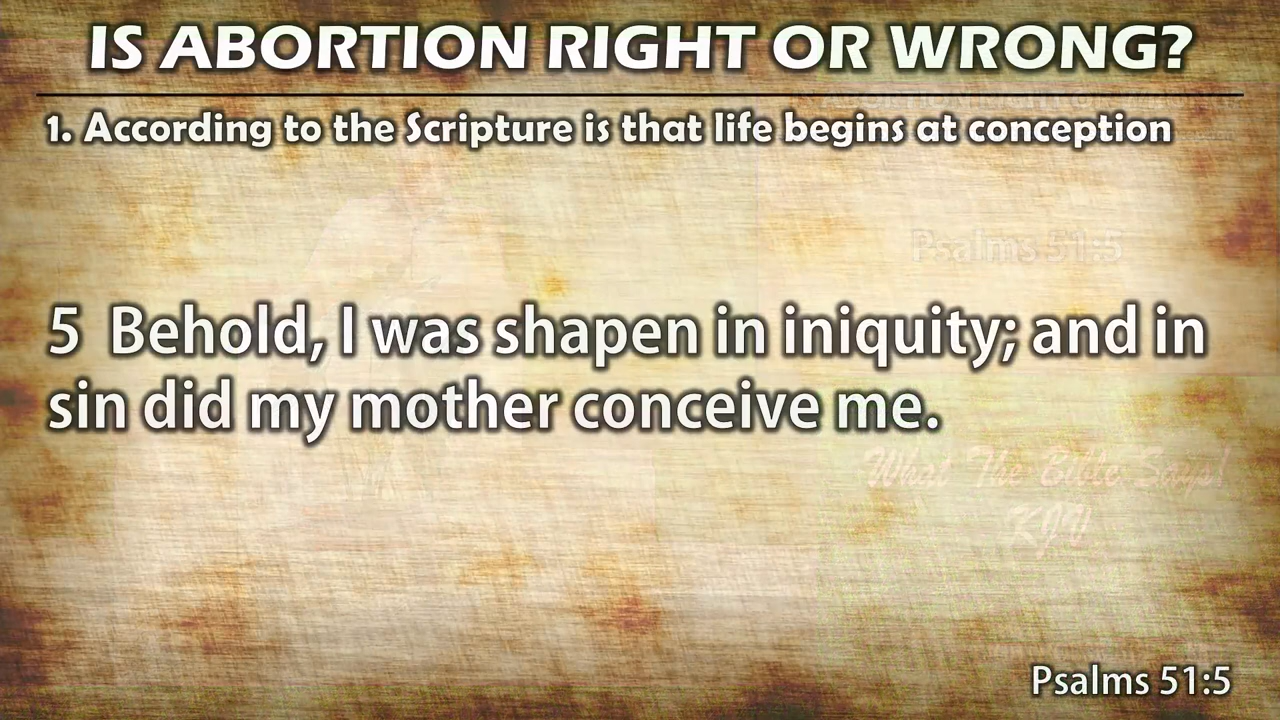 IS ABORTION RIGHT OR WRONG?
1. According to the Scripture is that life begins at conception
Psalms 51:5
5 Behold, I was shapen in iniquity; and in
sin did my mother conceive me.
What The Bible Says!
KJV
Psalms 51:5